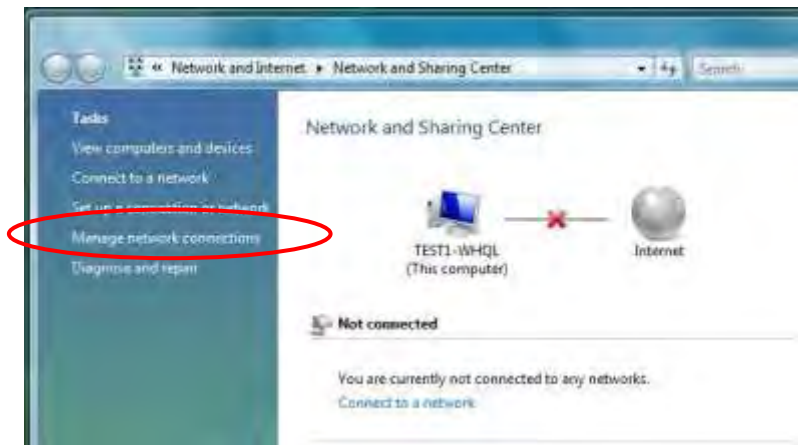 « Network and Internet ▸ Network and Sharing Center
Search
Tasks
View computers and devices
Connect to a network
Set up a connection or network
Manage network connections
Diagnose and repair
Network and Sharing Center
TEST1-WHQL
(This computer)
Internet
Not connected
You are currently not connected to any networks.
Connect to a network